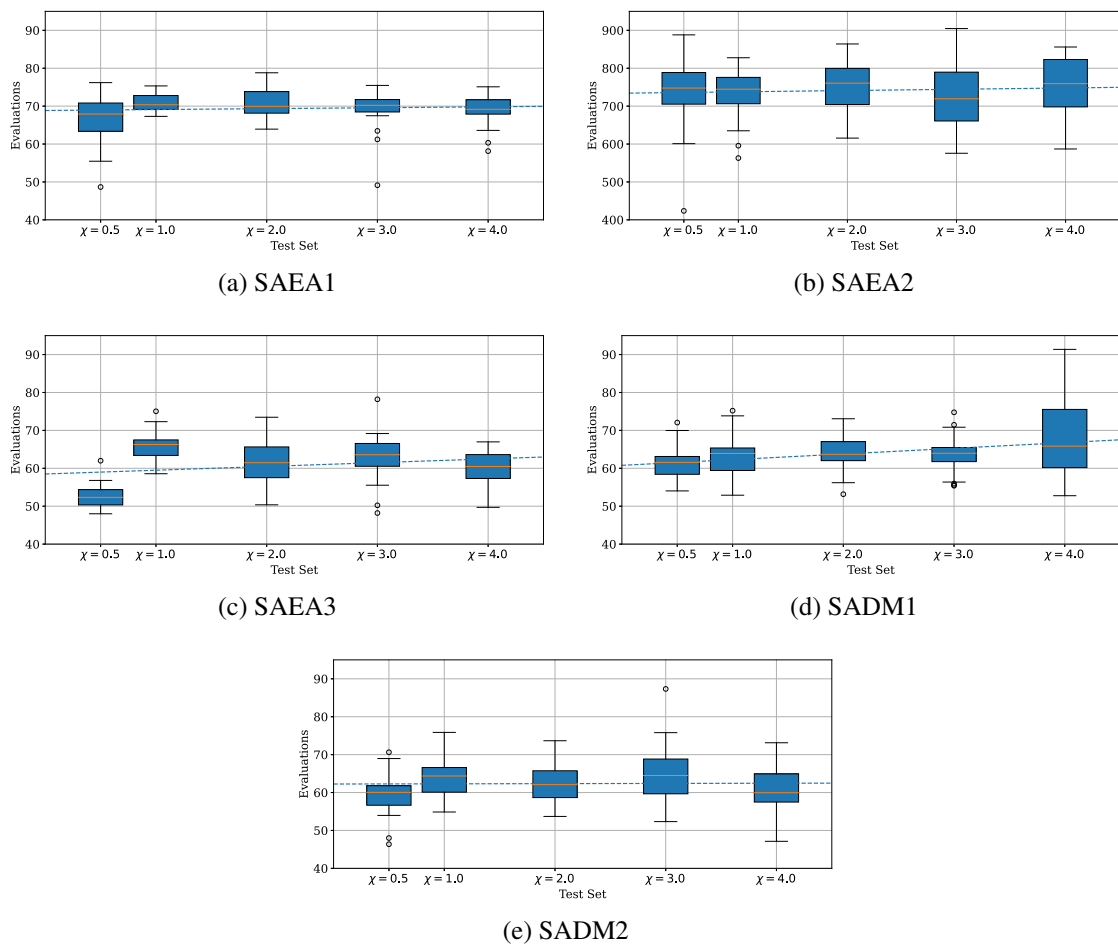 90
80
70
60
50
40
Evaluations
χ = 0.5 χ = 1.0 χ = 2.0 χ = 3.0 χ = 4.0
Test Set
(a) SAEA1
900
800
700
600
500
400
Evaluations
χ = 0.5 χ = 1.0 χ = 2.0 χ = 3.0 χ = 4.0
Test Set
(b) SAEA2
90
80
70
60
50
40
Evaluations
χ = 0.5 χ = 1.0 χ = 2.0 χ = 3.0 χ = 4.0
Test Set
(c) SAEA3
90
80
70
60
50
40
Evaluations
χ = 0.5 χ = 1.0 χ = 2.0 χ = 3.0 χ = 4.0
Test Set
(d) SADM1
90
80
70
60
50
40
Evaluations
χ = 0.5 χ = 1.0 χ = 2.0 χ = 3.0 χ = 4.0
Test Set
(e) SADM2